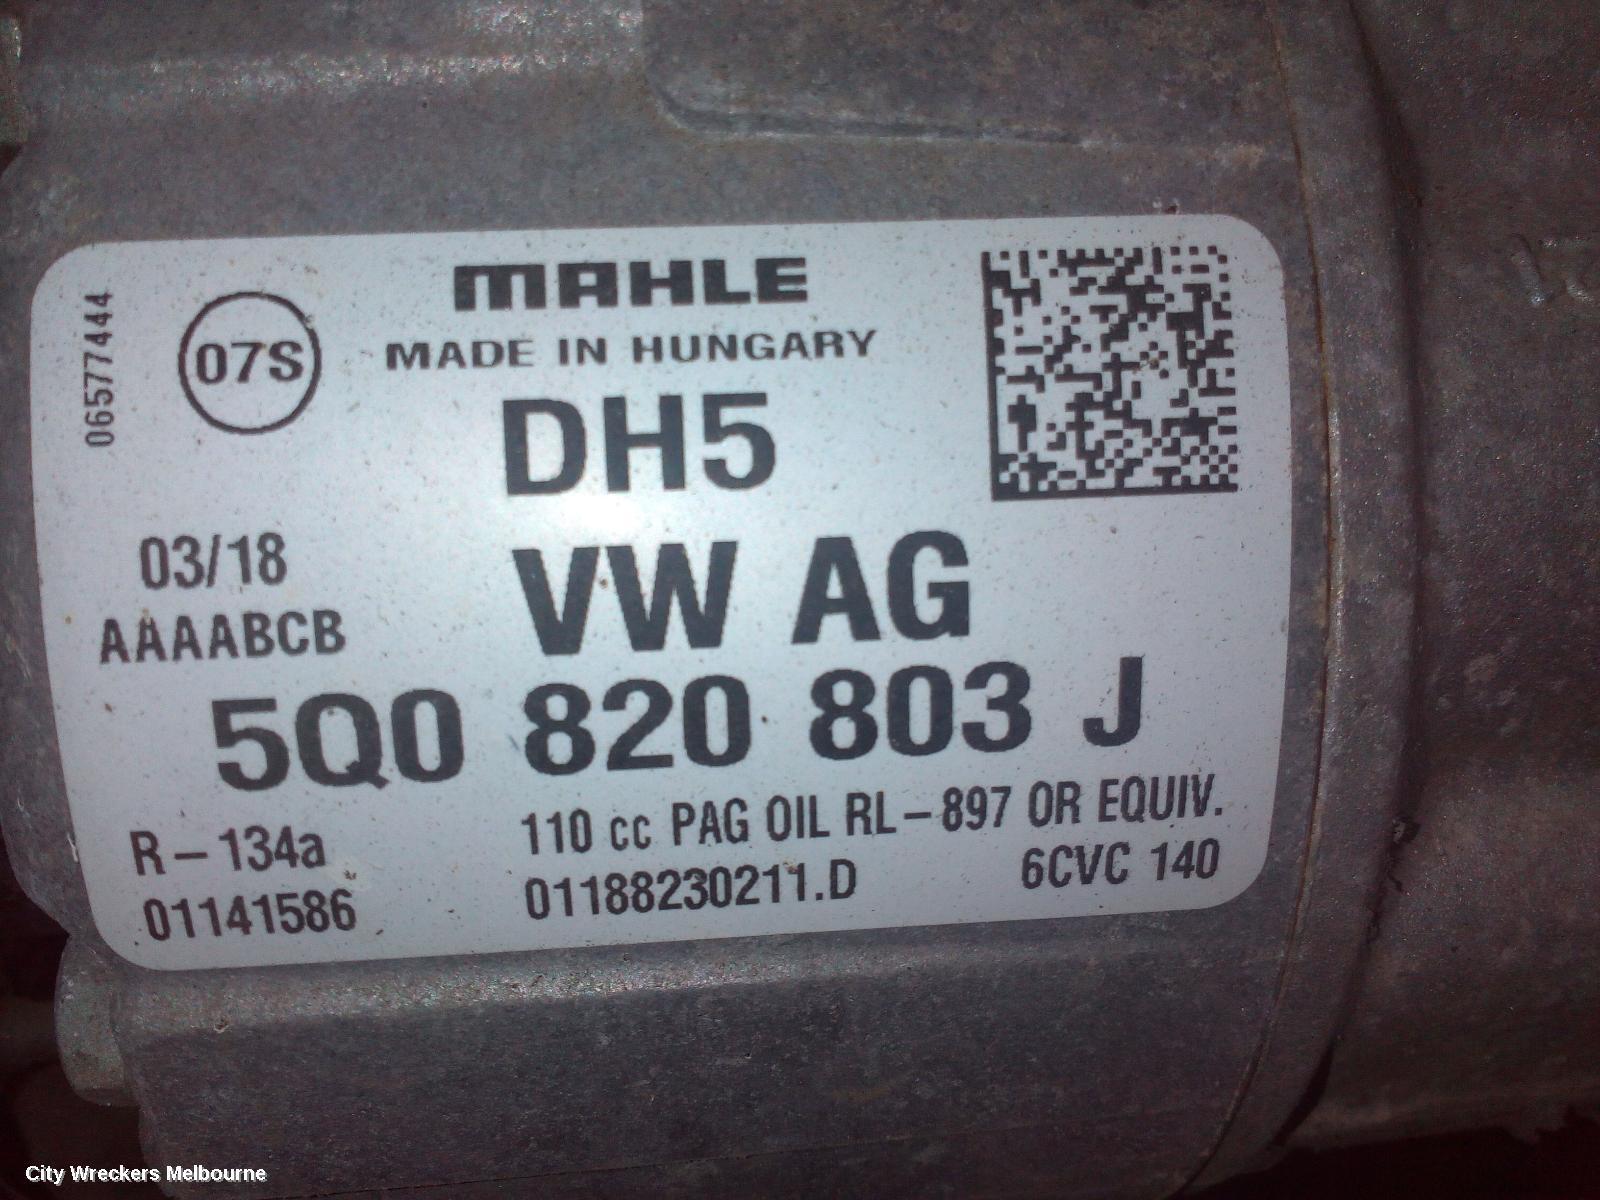 MAHLE
MADE IN HUNGARY
06577444
07S
DH5
03/18
AAAABCB
VW AG
5Q0 820 803 J
R-134a
110 cc PAG OIL RL-897 OR EQUIV.
01141586
01188230211.D
6CVC 140
City Wreckers Melbourne